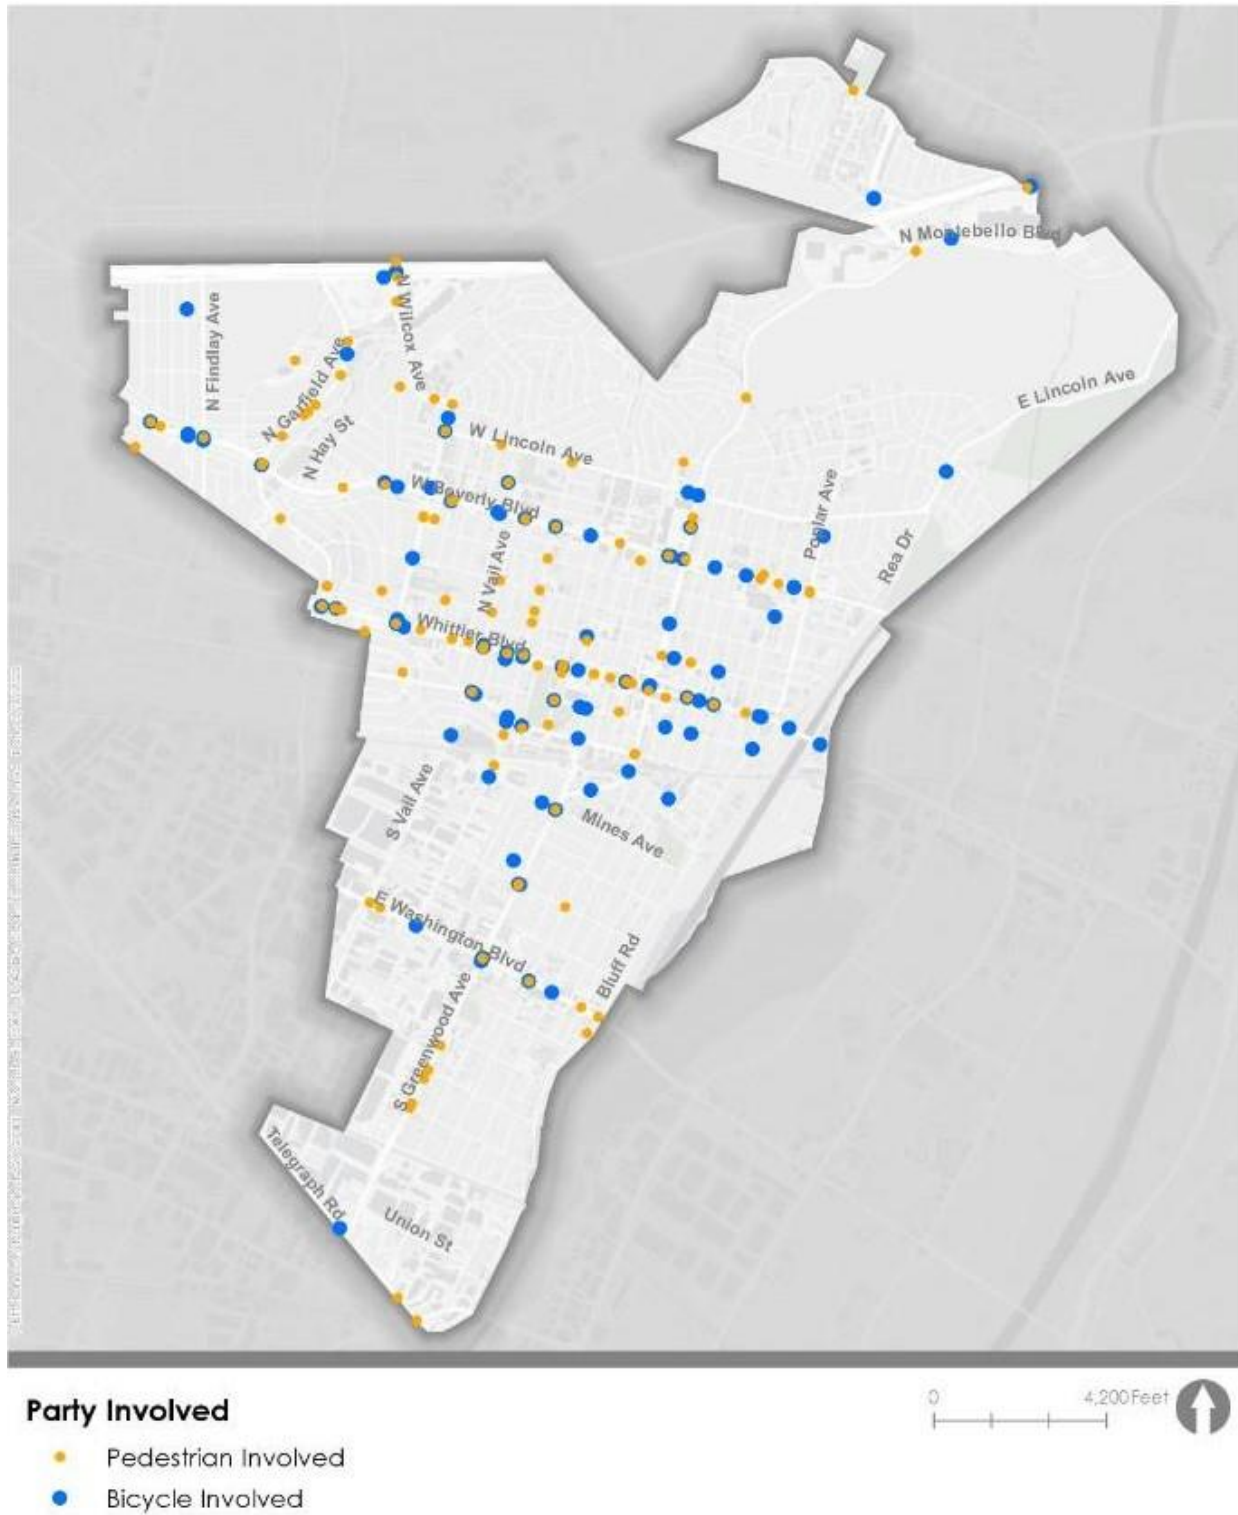 N Montebello Blvd
N Wilcox Ave
N Findlay Ave
N Garfield Ave
E Lincoln Ave
N Hay St
W Lincoln Ave
W Beverly Blvd
Poplar Ave
Rea Dr
N Vail Ave
Whittier Blvd
S Vail Ave
Mines Ave
E Washington Blvd
Bluff Rd
S Greenwood Ave
Telegraph Rd
Union St
0 4,200 Feet
Party Involved
Pedestrian Involved
Bicycle Involved